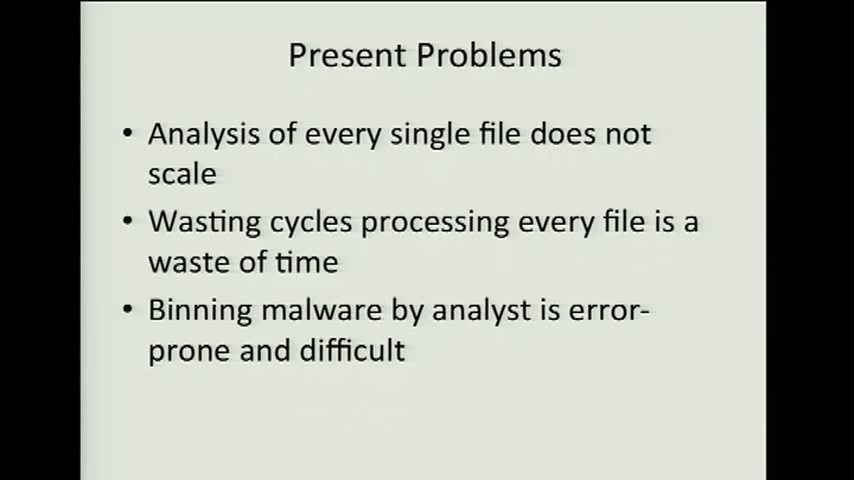 Present Problems
• Analysis of every single file does not
scale
• Wasting cycles processing every file is a
waste of time
• Binning malware by analyst is error-
prone and difficult